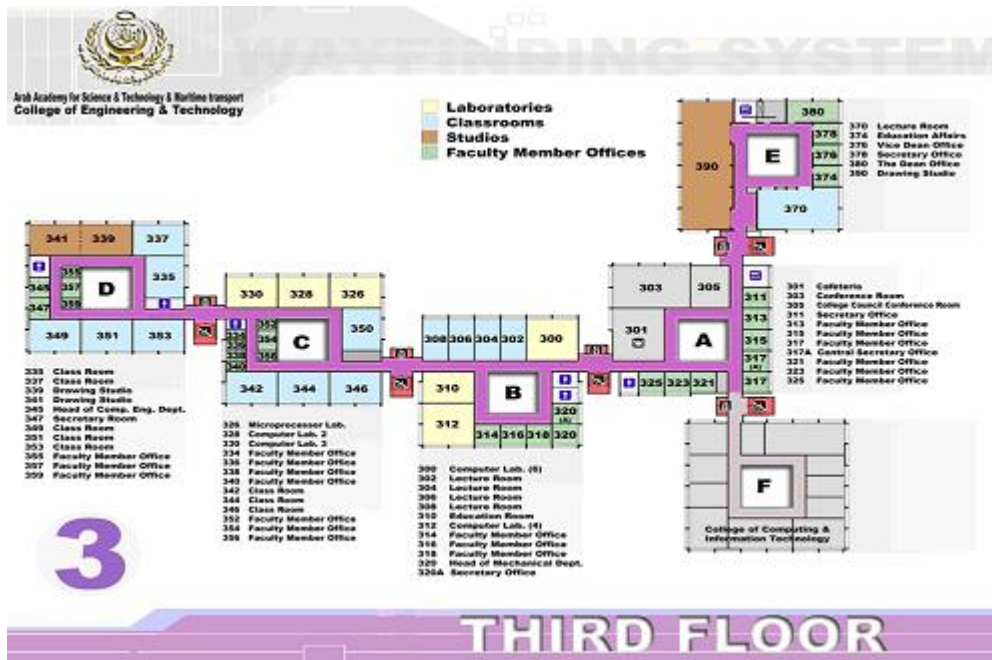 WAYFINDING SYSTEM
Arab Academy for Science & Technology & Maritime transport
College of Engineering & Technology
Laboratories
Classrooms
Studios
Faculty Member Offices
380
378
376
374
E
390
370
370 Lecture Room
374 Education Affairs
376 Vice Dean Office
378 Secretary Office
380 The Dean Office
390 Drawing Studio
341 339 337
335
355
357
359
345
347
D
349 351 353
330 328 326
350
352
354
356
340
C
342 344 346
308 306 304 302 300
310
312
B
320 (A)
314 316 318 320
303 305
301
A
311
313
315
317 (A)
317
325 323 321
301 Cafeteria
303 Conference Room
305 College Council Conference Room
311 Secretary Office
313 Faculty Member Office
315 Faculty Member Office
317 Faculty Member Office
317A Central Secretary Office
321 Faculty Member Office
323 Faculty Member Office
325 Faculty Member Office
F
College of Computing &
Information Technology
335 Class Room
337 Class Room
339 Drawing Studio
341 Drawing Studio
345 Head of Comp. Eng. Dept.
347 Secretary Room
349 Class Room
351 Class Room
353 Class Room
355 Faculty Member Office
357 Faculty Member Office
359 Faculty Member Office
326 Microprocesser Lab.
328 Computer Lab. 2
330 Computer Lab. 3
334 Faculty Member Office
336 Faculty Member Office
338 Faculty Member Office
340 Faculty Member Office
342 Class Room
344 Class Room
346 Class Room
352 Faculty Member Office
354 Faculty Member Office
356 Faculty Member Office
300 Computer Lab. (5)
302 Lecture Room
304 Lecture Room
306 Lecture Room
308 Lecture Room
310 Education Room
312 Computer Lab. (4)
314 Faculty Member Office
316 Faculty Member Office
318 Faculty Member Office
320 Head of Mechanical Dept.
320A Secretary Office
3
THIRD FLOOR